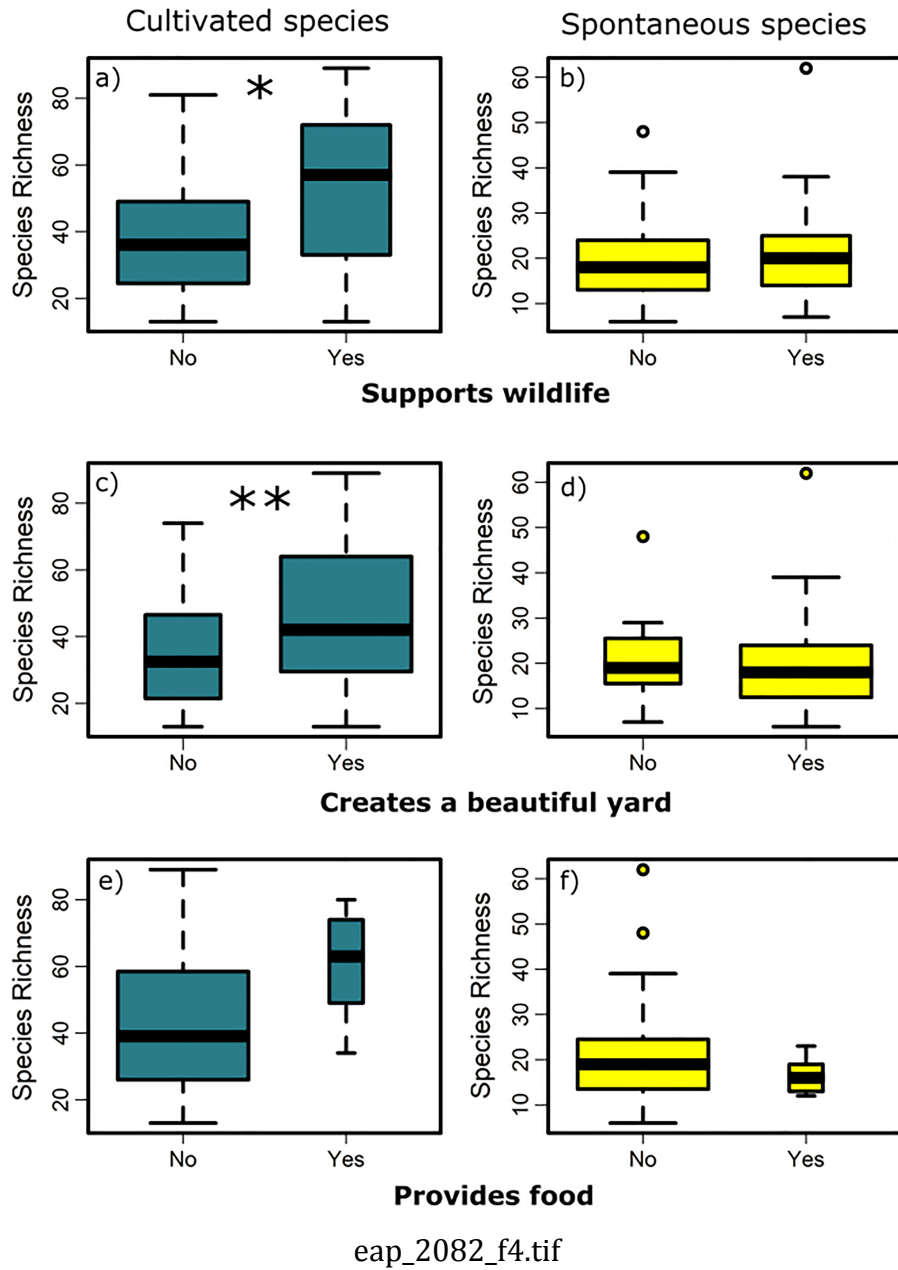 Cultivated species
Spontaneous species
a)
*
Species Richness
20 40 60 80
No Yes
b)
Species Richness
10 20 30 40 50 60
No Yes
Supports wildlife
c)
**
Species Richness
20 40 60 80
No Yes
d)
Species Richness
10 20 30 40 50 60
No Yes
Creates a beautiful yard
e)
Species Richness
20 40 60 80
No Yes
f)
Species Richness
10 20 30 40 50 60
No Yes
Provides food
eap_2082_f4.tif